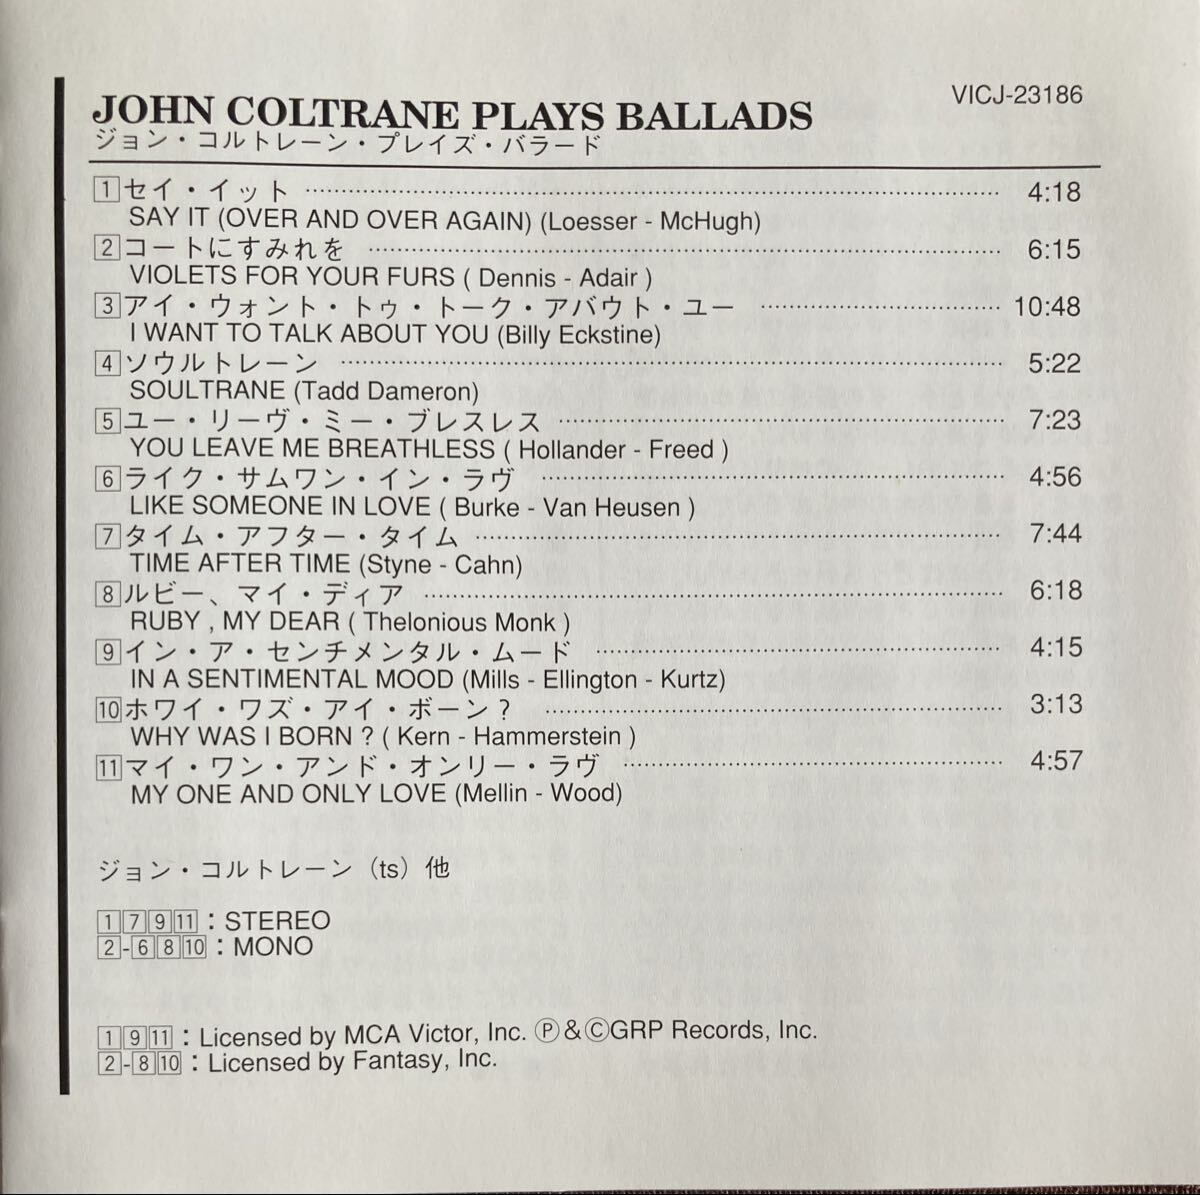 JOHN COLTRANE PLAYS BALLADS
VICJ-23186
ジョン・コルトレーン・プレイズ・バラード
1 セイ・イット 4:18
SAY IT (OVER AND OVER AGAIN) (Loesser - McHugh)
2 コートにすみれを 6:15
VIOLETS FOR YOUR FURS ( Dennis - Adair )
3 アイ・ウォント・トゥ・トーク・アバウト・ユー 10:48
I WANT TO TALK ABOUT YOU (Billy Eckstine)
4 ソウルトレーン 5:22
SOULTRANE (Tadd Dameron)
5 ユー・リーヴ・ミー・ブレスレス 7:23
YOU LEAVE ME BREATHLESS ( Hollander - Freed )
6 ライク・サムワン・イン・ラヴ 4:56
LIKE SOMEONE IN LOVE ( Burke - Van Heusen )
7 タイム・アフター・タイム 7:44
TIME AFTER TIME (Styne - Cahn)
8 ルビー、マイ・ディア 6:18
RUBY , MY DEAR ( Thelonious Monk )
9 イン・ア・センチメンタル・ムード 4:15
IN A SENTIMENTAL MOOD (Mills - Ellington - Kurtz)
10 ホワイ・ワズ・アイ・ボーン？ 3:13
WHY WAS I BORN ? ( Kern - Hammerstein )
11 マイ・ワン・アンド・オンリー・ラヴ 4:57
MY ONE AND ONLY LOVE (Mellin - Wood)
ジョン・コルトレーン（ts）他
1 7 9 11：STEREO
2-6 8 10：MONO
1 9 11：Licensed by MCA Victor, Inc. Ⓟ&ⒸGRP Records, Inc.
2-8 10：Licensed by Fantasy, Inc.